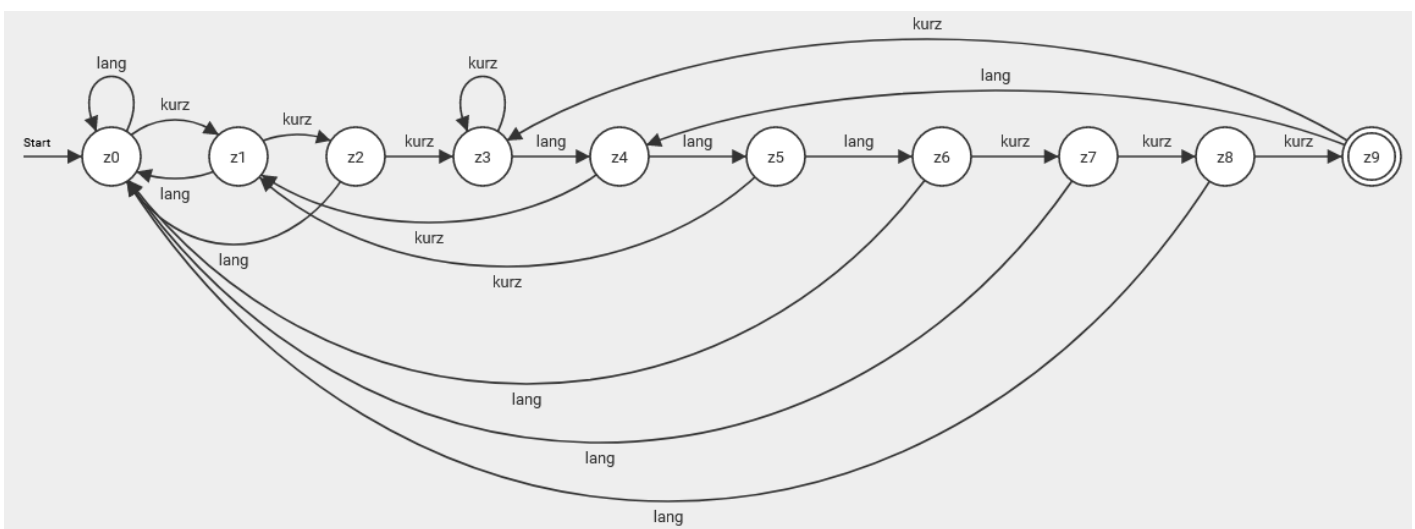 kurz
lang
lang
kurz
kurz
kurz
Start
z0
z1
z2
kurz
z3
lang
z4
lang
z5
lang
z6
kurz
z7
kurz
z8
kurz
z9
lang
kurz
lang
kurz
lang
lang
lang